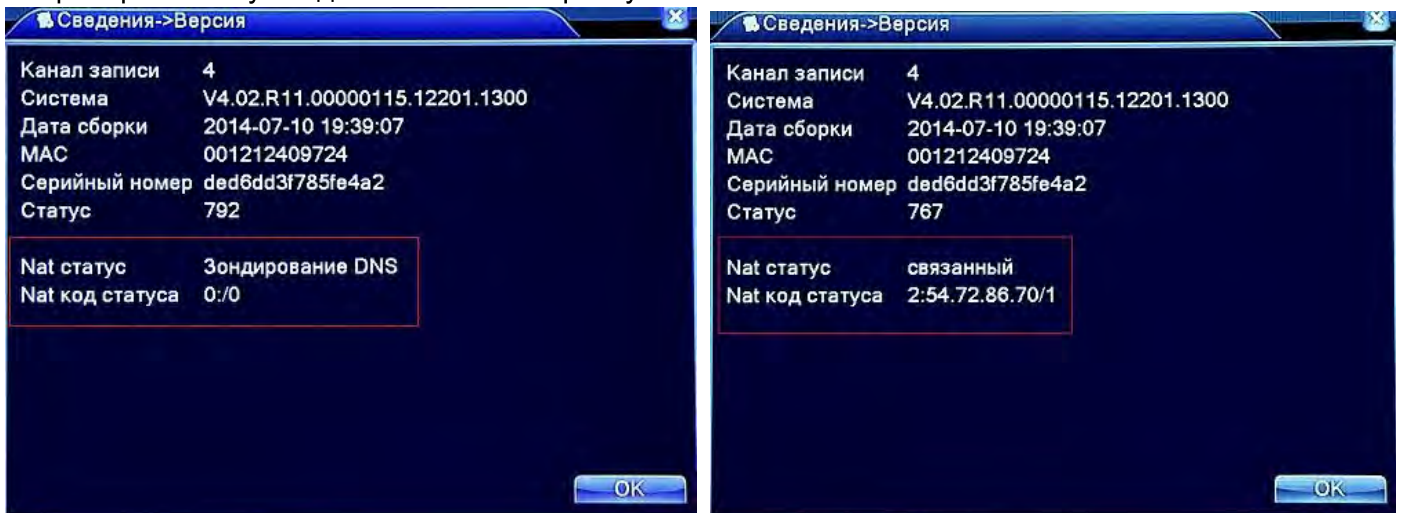 Сведения->Версия
Канал записи 4
Система V4.02.R11.00000115.12201.1300
Дата сборки 2014-07-10 19:39:07
MAC 001212409724
Серийный номер ded6dd3f785fe4a2
Статус 792
Nat статус Зондирование DNS
Nat код статуса 0:/0
OK
Сведения->Версия
Канал записи 4
Система V4.02.R11.00000115.12201.1300
Дата сборки 2014-07-10 19:39:07
MAC 001212409724
Серийный номер ded6dd3f785fe4a2
Статус 767
Nat статус связанный
Nat код статуса 2:54.72.86.70/1
OK